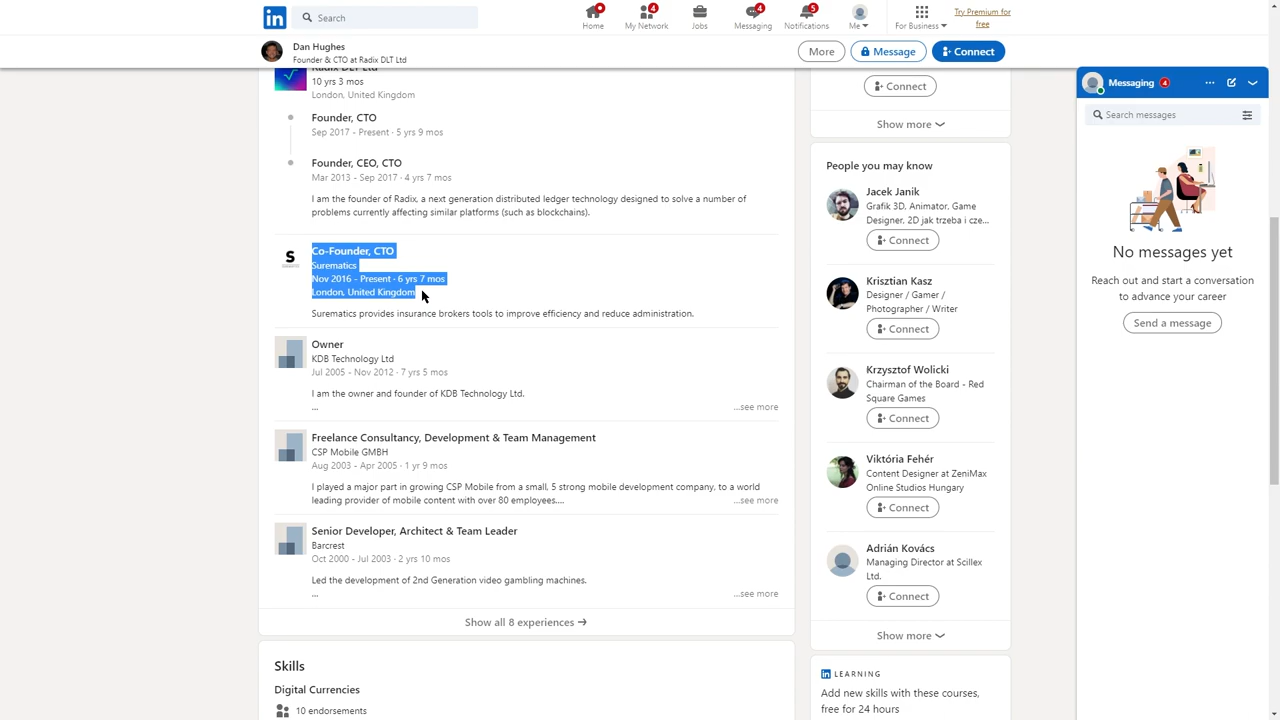 Search
Home
4
My Network
Jobs
4
Messaging
5
Notifications
Me
For Business
Try Premium for
free
Dan Hughes
Founder & CTO at Radix DLT Ltd
More
Message
Connect
Radix DLT Ltd
10 yrs 3 mos
London, United Kingdom
Founder, CTO
Sep 2017 - Present · 5 yrs 9 mos
Founder, CEO, CTO
Mar 2013 - Sep 2017 · 4 yrs 7 mos
I am the founder of Radix, a next generation distributed ledger technology designed to solve a number of
problems currently affecting similar platforms (such as blockchains).
S
Co-Founder, CTO
Surematics
Nov 2016 - Present · 6 yrs 7 mos
London, United Kingdom
Surematics provides insurance brokers tools to improve efficiency and reduce administration.
Owner
KDB Technology Ltd
Jul 2005 - Nov 2012 · 7 yrs 5 mos
I am the owner and founder of KDB Technology Ltd.
...
...see more
Freelance Consultancy, Development & Team Management
CSP Mobile GMBH
Aug 2003 - Apr 2005 · 1 yr 9 mos
I played a major part in growing CSP Mobile from a small, 5 strong mobile development company, to a world
leading provider of mobile content with over 80 employees....
...see more
Senior Developer, Architect & Team Leader
Barcrest
Oct 2000 - Jul 2003 · 2 yrs 10 mos
Led the development of 2nd Generation video gambling machines.
...
...see more
Show all 8 experiences
Skills
Digital Currencies
10 endorsements
Connect
Show more
People you may know
Jacek Janik
Grafik 3D, Animator, Game
Designer, 2D jak trzeba i cze...
Connect
Krisztian Kasz
Designer / Gamer /
Photographer / Writer
Connect
Krzysztof Wolicki
Chairman of the Board - Red
Square Games
Connect
Viktória Fehér
Content Designer at ZeniMax
Online Studios Hungary
Connect
Adrián Kovács
Managing Director at Scillex
Ltd.
Connect
Show more
in LEARNING
Add new skills with these courses,
free for 24 hours
Messaging 4
Search messages
No messages yet
Reach out and start a conversation
to advance your career
Send a message